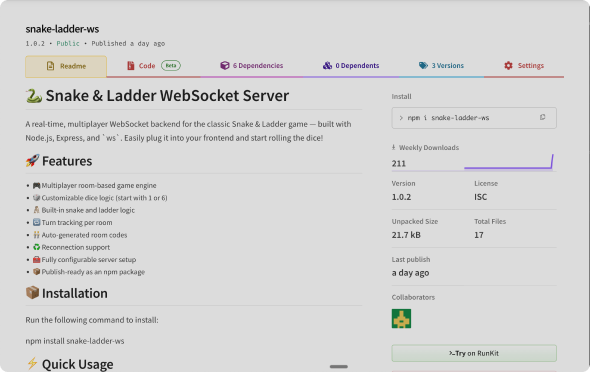 snake-ladder-ws
1.0.2 • Public • Published a day ago
Readme
Code Beta
6 Dependencies
0 Dependents
3 Versions
Settings
🐍 Snake & Ladder WebSocket Server
A real-time, multiplayer WebSocket backend for the classic Snake & Ladder game — built with
Node.js, Express, and `ws`. Easily plug it into your frontend and start rolling the dice!
🚀 Features
• 🎮 Multiplayer room-based game engine
• 🎲 Customizable dice logic (start with 1 or 6)
• 🪜 Built-in snake and ladder logic
• 🔄 Turn tracking per room
• 👯 Auto-generated room codes
• ♻️ Reconnection support
• 🧰 Fully configurable server setup
• 📦 Publish-ready as an npm package
📦 Installation
Run the following command to install:
npm install snake-ladder-ws
⚡ Quick Usage
Install
> npm i snake-ladder-ws
Weekly Downloads
211
Version
License
1.0.2
ISC
Unpacked Size
Total Files
21.7 kB
17
Last publish
a day ago
Collaborators
>-Try on RunKit